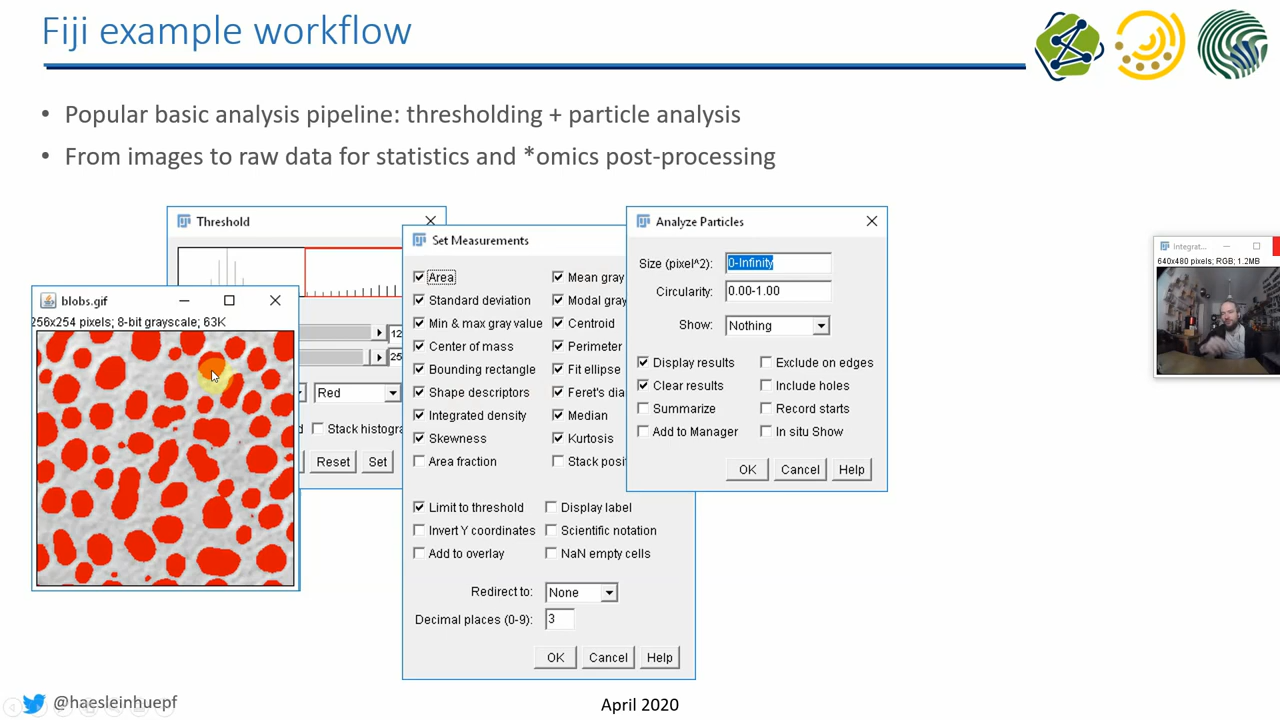 Fiji example workflow
• Popular basic analysis pipeline: thresholding + particle analysis
• From images to raw data for statistics and *omics post-processing
Threshold
12
25
Red
Stack histogr
Reset
Set
blobs.gif
256x254 pixels; 8-bit grayscale; 63K
Set Measurements
Area
Mean gray
Standard deviation
Modal gray
Min & max gray value
Centroid
Center of mass
Perimeter
Bounding rectangle
Fit ellipse
Shape descriptors
Feret's dia
Integrated density
Median
Skewness
Kurtosis
Area fraction
Stack posit
Limit to threshold
Display label
Invert Y coordinates
Scientific notation
Add to overlay
NaN empty cells
Redirect to: None
Decimal places (0-9): 3
OK Cancel Help
Analyze Particles
Size (pixel^2): 0-Infinity
Circularity: 0.00-1.00
Show: Nothing
Display results
Exclude on edges
Clear results
Include holes
Summarize
Record starts
Add to Manager
In situ Show
OK Cancel Help
Integrat...
640x480 pixels; RGB; 1.2MB
@haesleinhuepf
April 2020